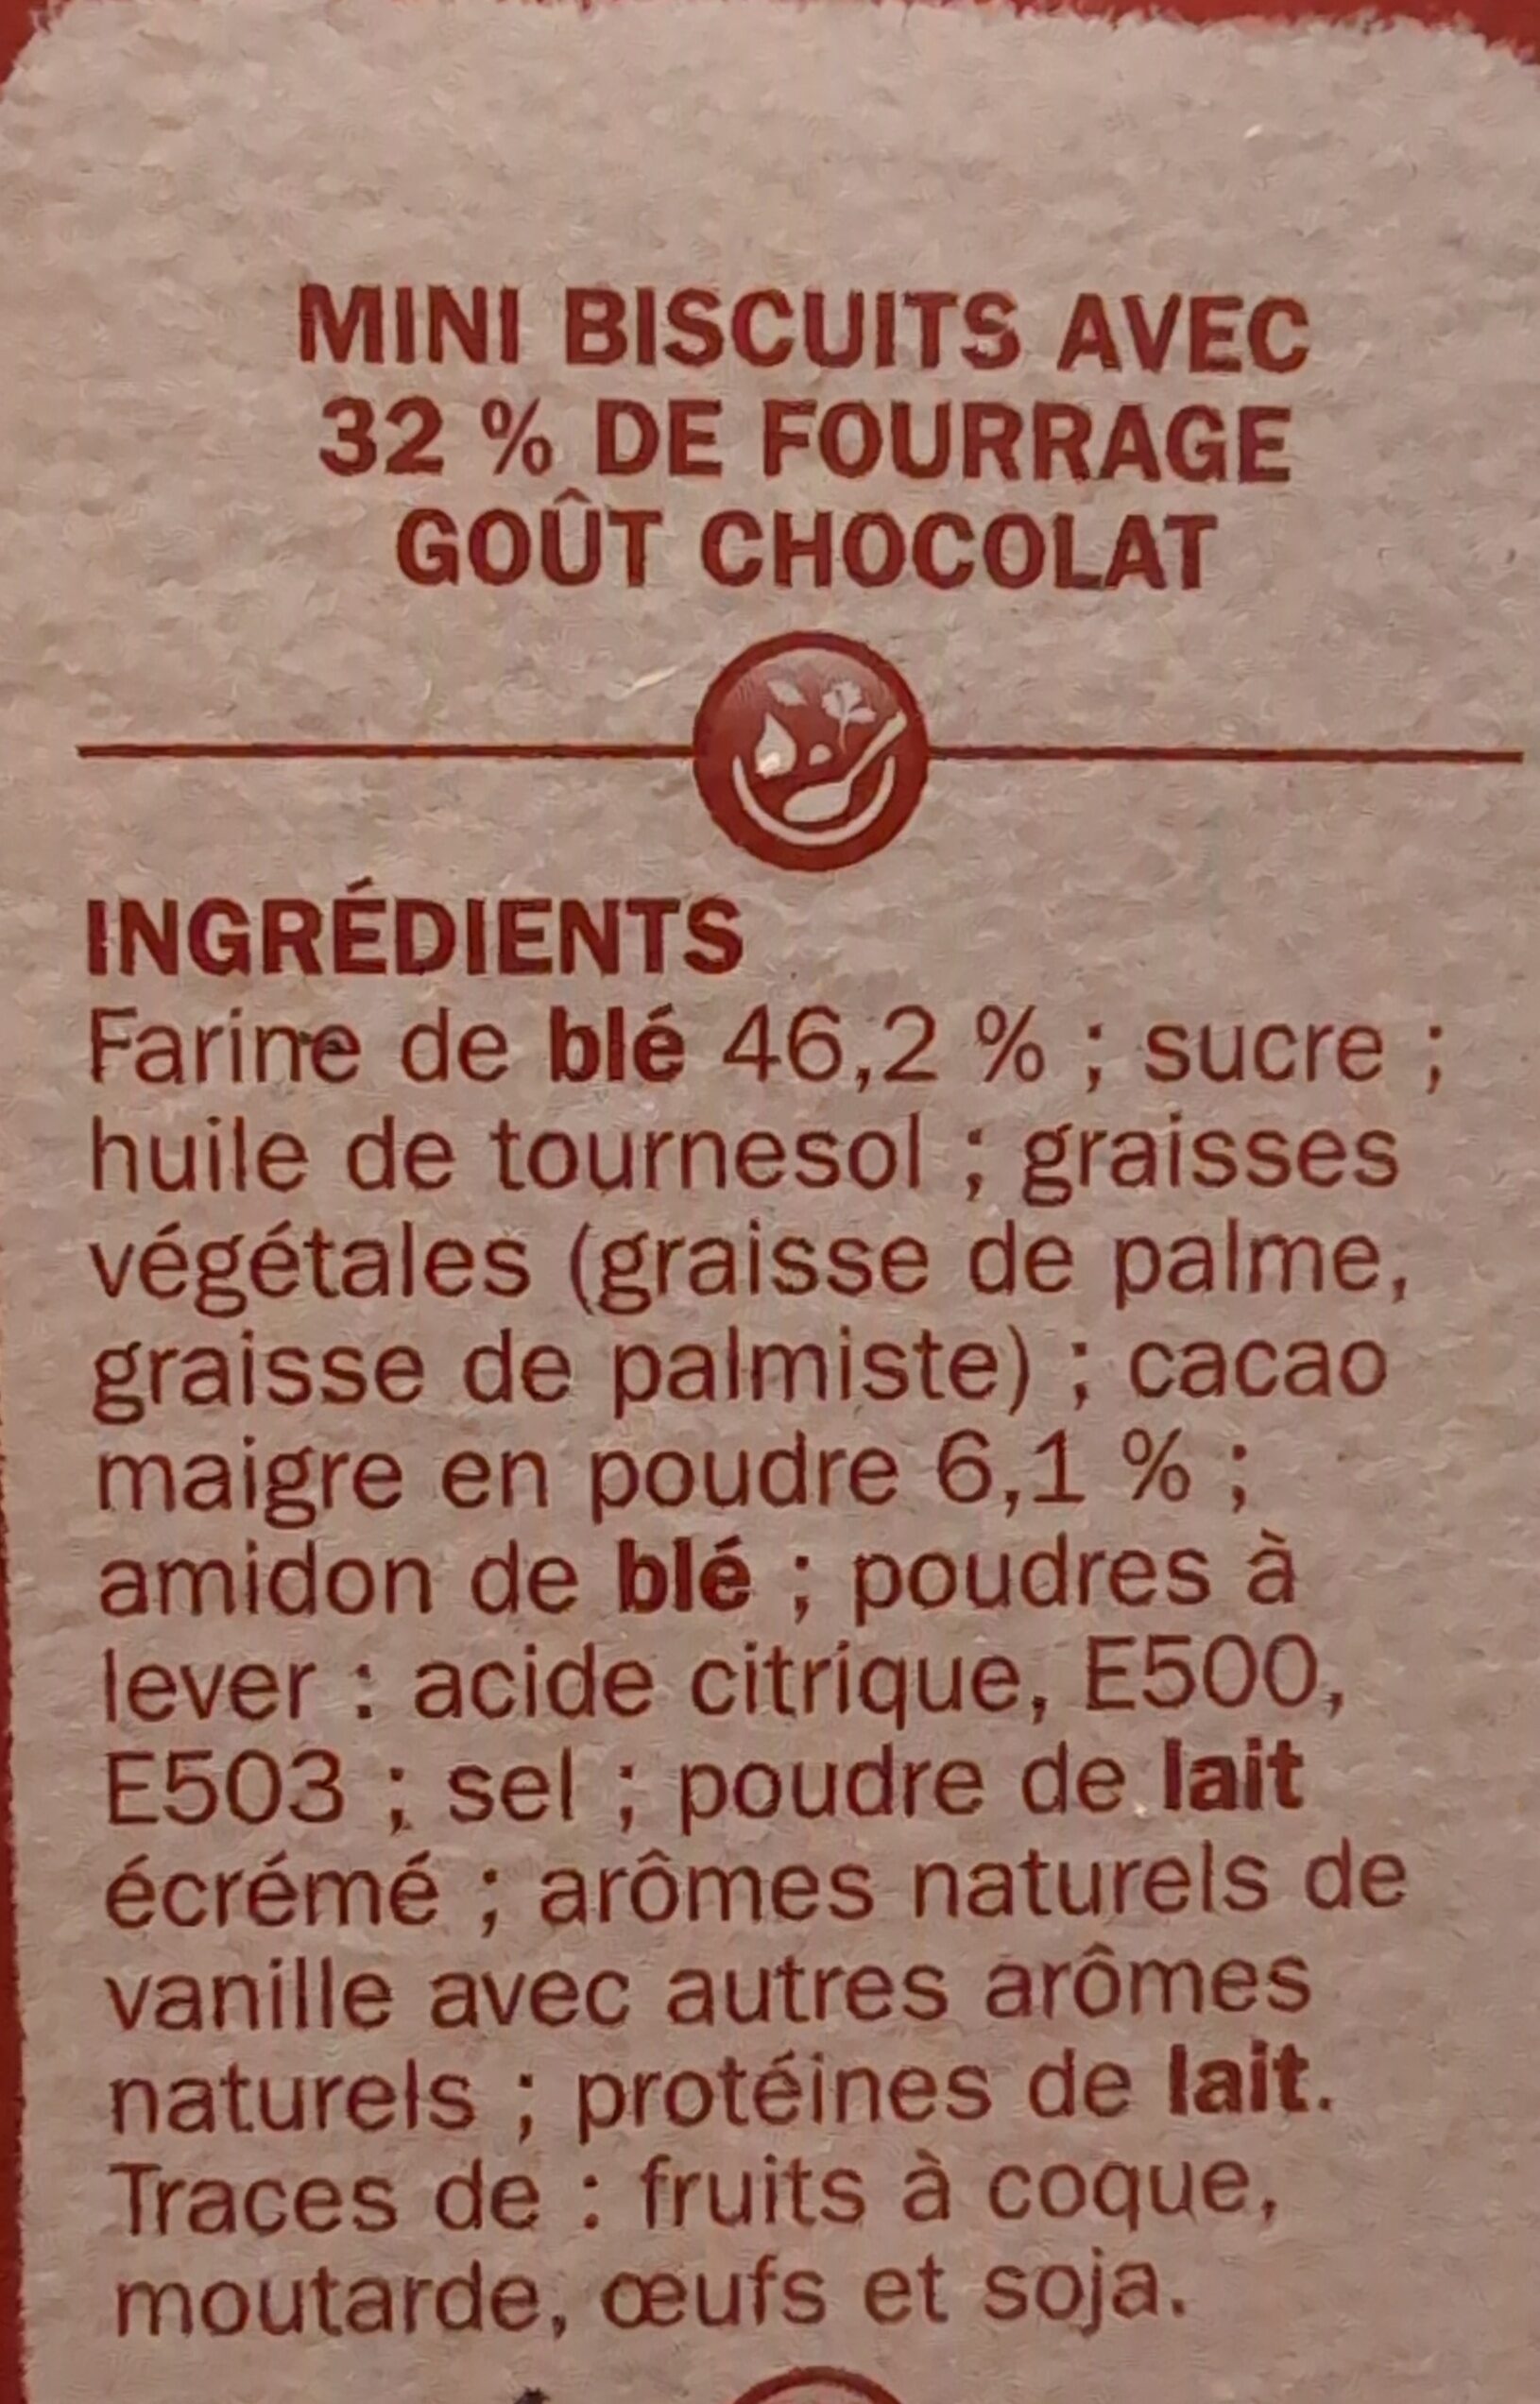 MINI BISCUITS AVEC
32 % DE FOURRAGE
GOÛT CHOCOLAT
INGRÉDIENTS
Farine de blé 46,2 % ; sucre ;
huile de tournesol ; graisses
végétales (graisse de palme,
graisse de palmiste) ; cacao
maigre en poudre 6,1 % ;
amidon de blé ; poudres à
lever : acide citrique, E500,
E503 ; sel ; poudre de lait
écrémé ; arômes naturels de
vanille avec autres arômes
naturels ; protéines de lait.
Traces de : fruits à coque,
moutarde, œufs et soja.